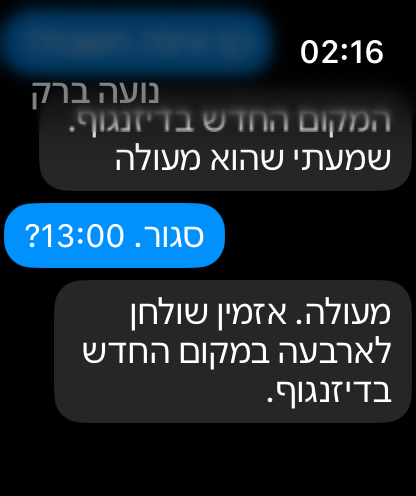 02:16
נועה ברק
המקום החדש בדיזנגוף.
שמעתי שהוא מעולה
סגור. 13:00?
מעולה. אזמין שולחן
לארבעה במקום החדש
בדיזנגוף.